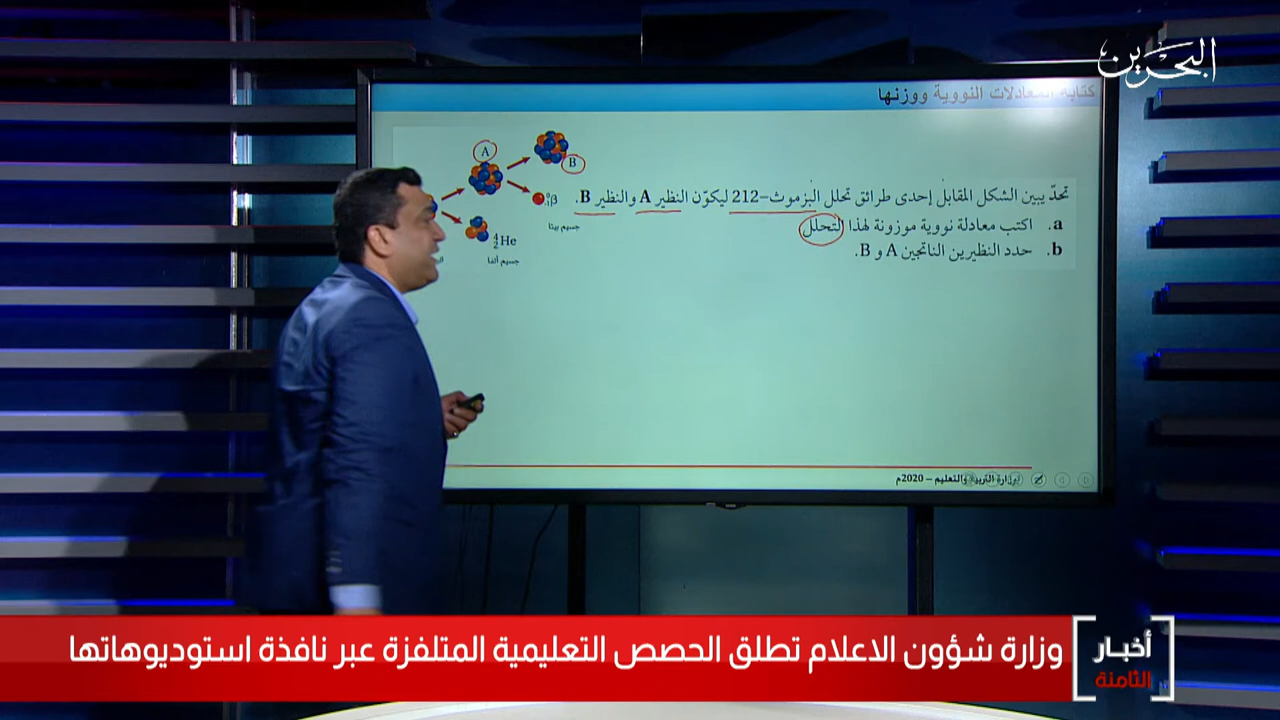 البحرين
كتابة المعادلات النووية ووزنها
A
B
تحدّ يبين الشكل المقابل إحدى طرائق تحلل البزموث-212 ليكوّن النظير A والنظير B.
a. اكتب معادلة نووية موزونة لهذا التحلل
b. حدد النظيرين الناتجين A و B.
β
جسيم بيتا
4 2 He
جسيم ألفا
وزارة التربية والتعليم - 2020م
أخبار الثامنة
وزارة شؤون الاعلام تطلق الحصص التعليمية المتلفزة عبر نافذة استوديوهاتها